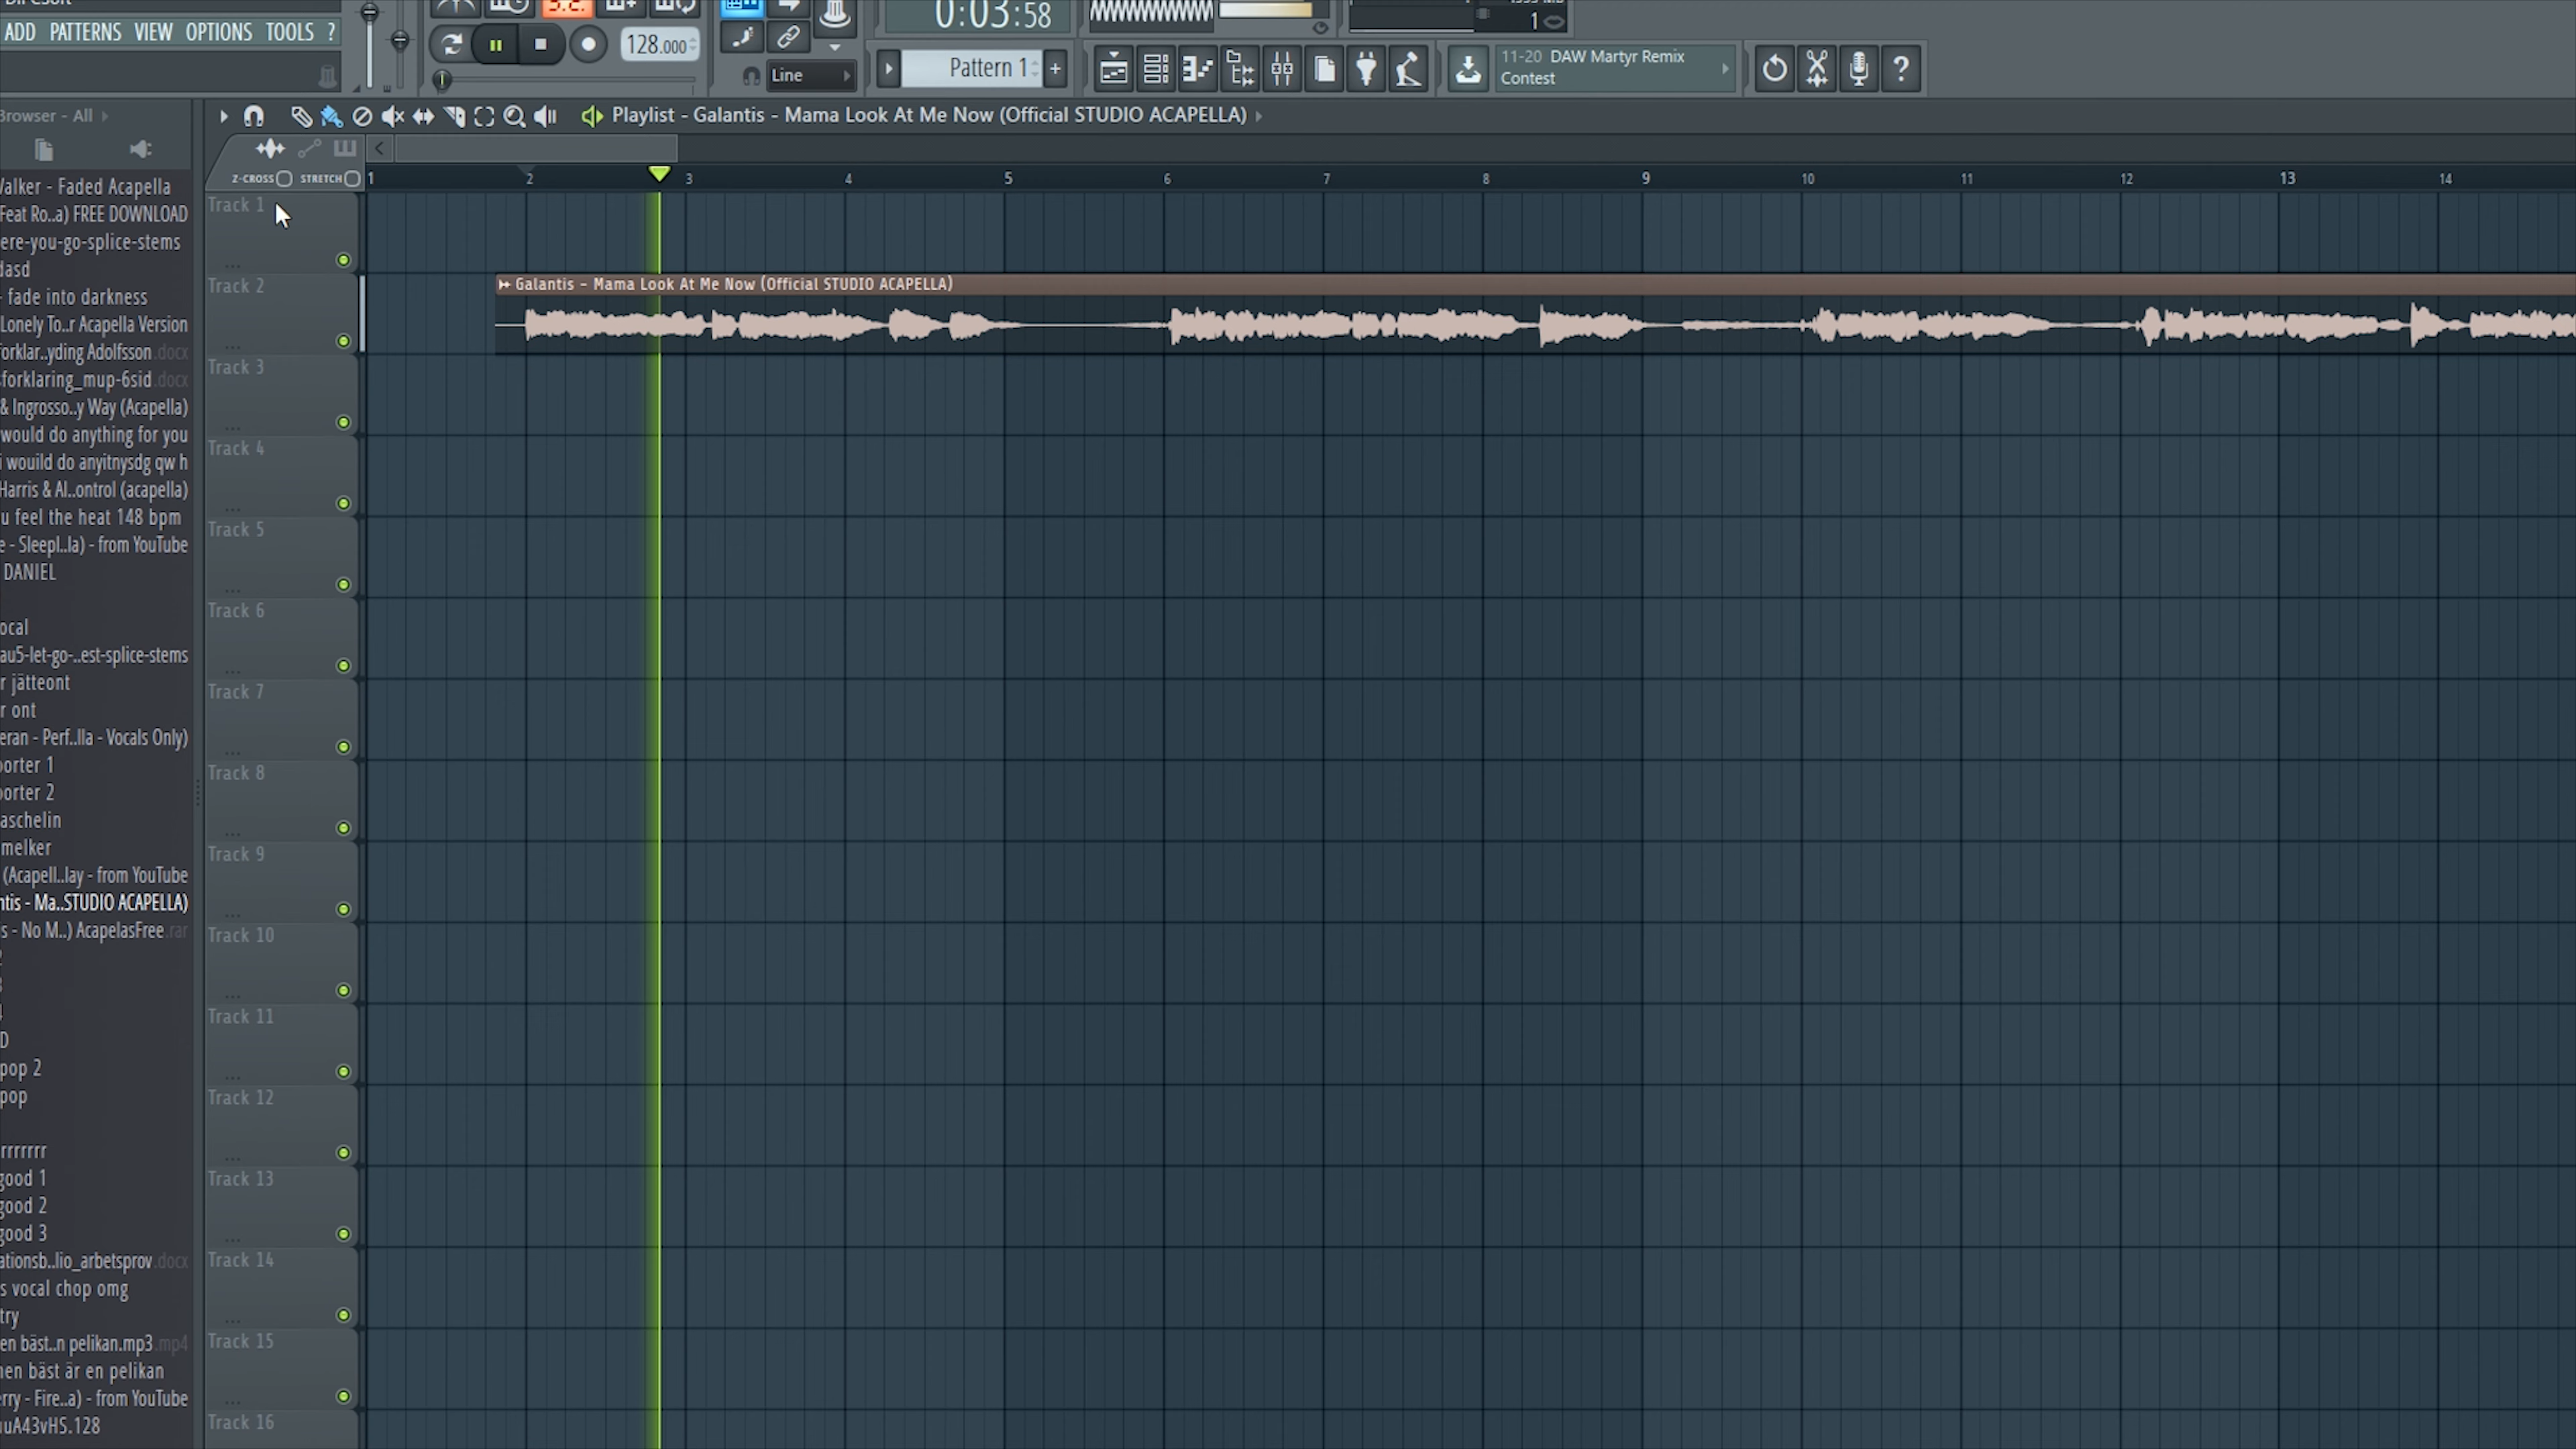 ADD PATTERNS VIEW OPTIONS TOOLS ?
128.000
Line
0:03:58
1
Pattern 1
+
11-20 DAW Martyr Remix
Contest
?
Browser - All
Playlist - Galantis - Mama Look At Me Now (Official STUDIO ACAPELLA)
Z-CROSS STRETCH
1 2 3 4 5 6 7 8 9 10 11 12 13 14
Walker - Faded Acapella
Feat Ro..a) FREE DOWNLOAD
ere-you-go-splice-stems
dasd
- fade into darkness
Lonely To..r Acapella Version
forklar..yding Adolfsson.docx
sforklaring_mup-6sid.docx
& Ingrosso..y Way (Acapella)
would do anything for you
i wouild do anyitnysdg qw h
Harris & Al..ontrol (acapella)
u feel the heat 148 bpm
e - Sleepl..la) - from YouTube
DANIEL
ocal
au5-let-go-..est-splice-stems
r jätteont
r ont
eran - Perf..lla - Vocals Only)
porter 1
porter 2
aschelin
melker
(Acapell..lay - from YouTube
ntis - Ma..STUDIO ACAPELLA)
s - No M..) AcapelasFree.rar
D
pop 2
pop
rrrrrrrr
good 1
good 2
good 3
ationsb..lio_arbetsprov.docx
s vocal chop omg
try
en bäst..n pelikan.mp3.mp4
nen bäst är en pelikan
erry - Fire..a) - from YouTube
uuA43vHS.128
Track 1
Track 2
Galantis - Mama Look At Me Now (Official STUDIO ACAPELLA)
Track 3
Track 4
Track 5
Track 6
Track 7
Track 8
Track 9
Track 10
Track 11
Track 12
Track 13
Track 14
Track 15
Track 16